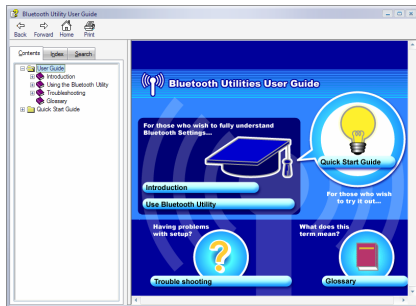 Bluetooth Utility User Guide
Back Forward Home Print
Contents Index Search
User Guide
Introduction
Using the Bluetooth Utility
Troubleshooting
Glossary
Quick Start Guide
Bluetooth Utilities User Guide
For those who wish to fully understand
Bluetooth Settings...
Quick Start Guide
Introduction
Use Bluetooth Utility
For those who wish
to try it out...
Having problems
with setup?
What does this
term mean?
Trouble shooting
Glossary